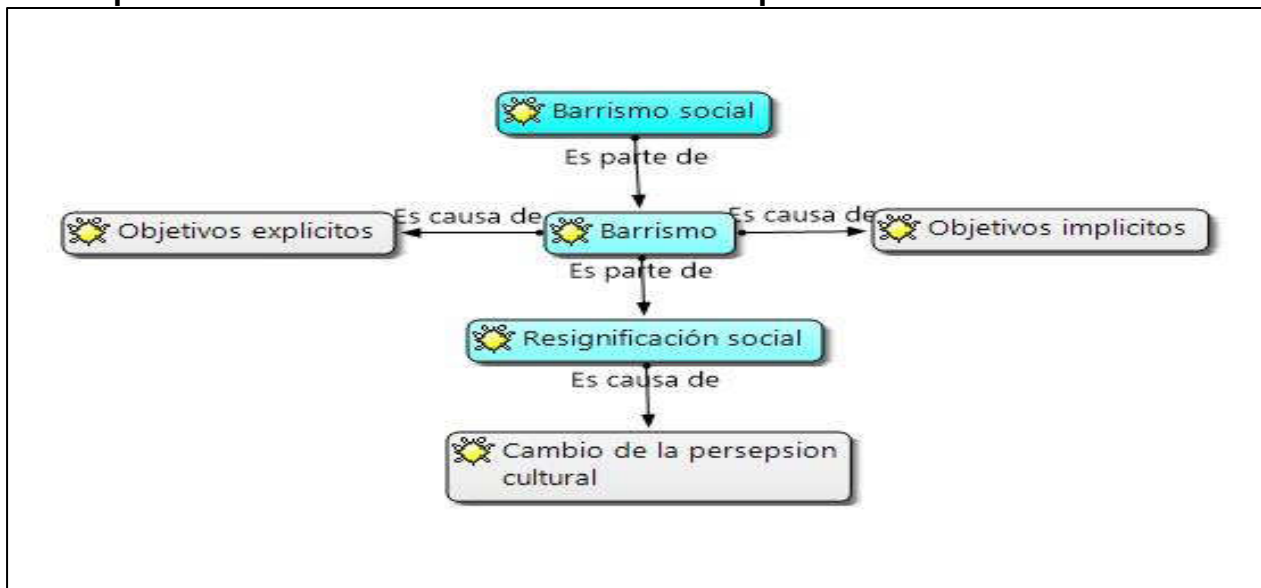 Barrismo social
Es parte de
Objetivos explicitos
Es causa de
Barrismo
Es causa de
Objetivos implicitos
Es parte de
Resignificación social
Es causa de
Cambio de la persepsion
cultural